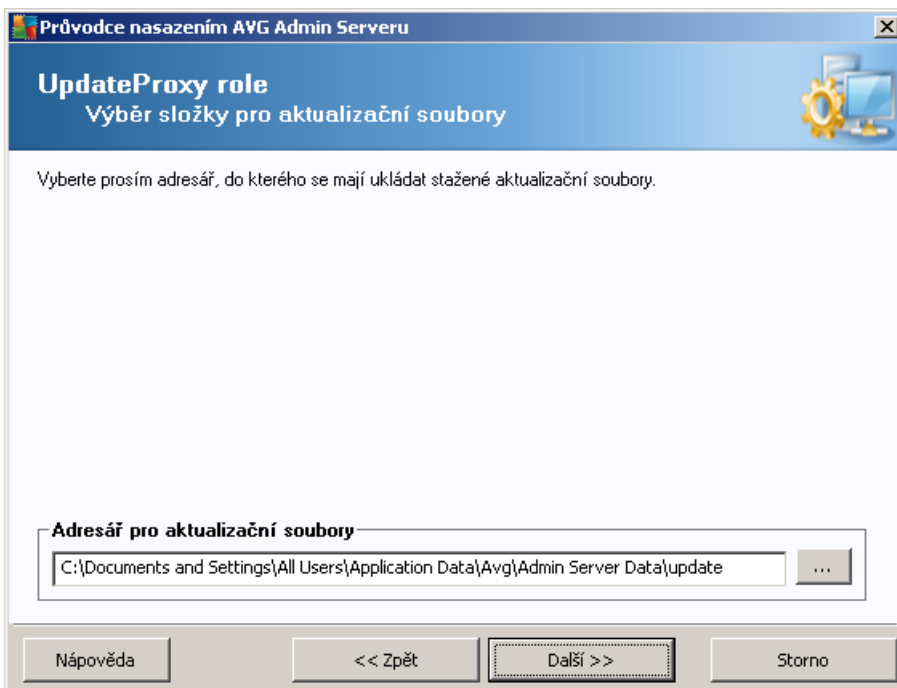 Průvodce nasazením AVG Admin Serveru
UpdateProxy role
Výběr složky pro aktualizační soubory
Vyberte prosím adresář, do kterého se mají ukládat stažené aktualizační soubory.
Adresář pro aktualizační soubory
C:\Documents and Settings\All Users\Application Data\Avg\Admin Server Data\update ...
Nápověda << Zpět Další >> Storno